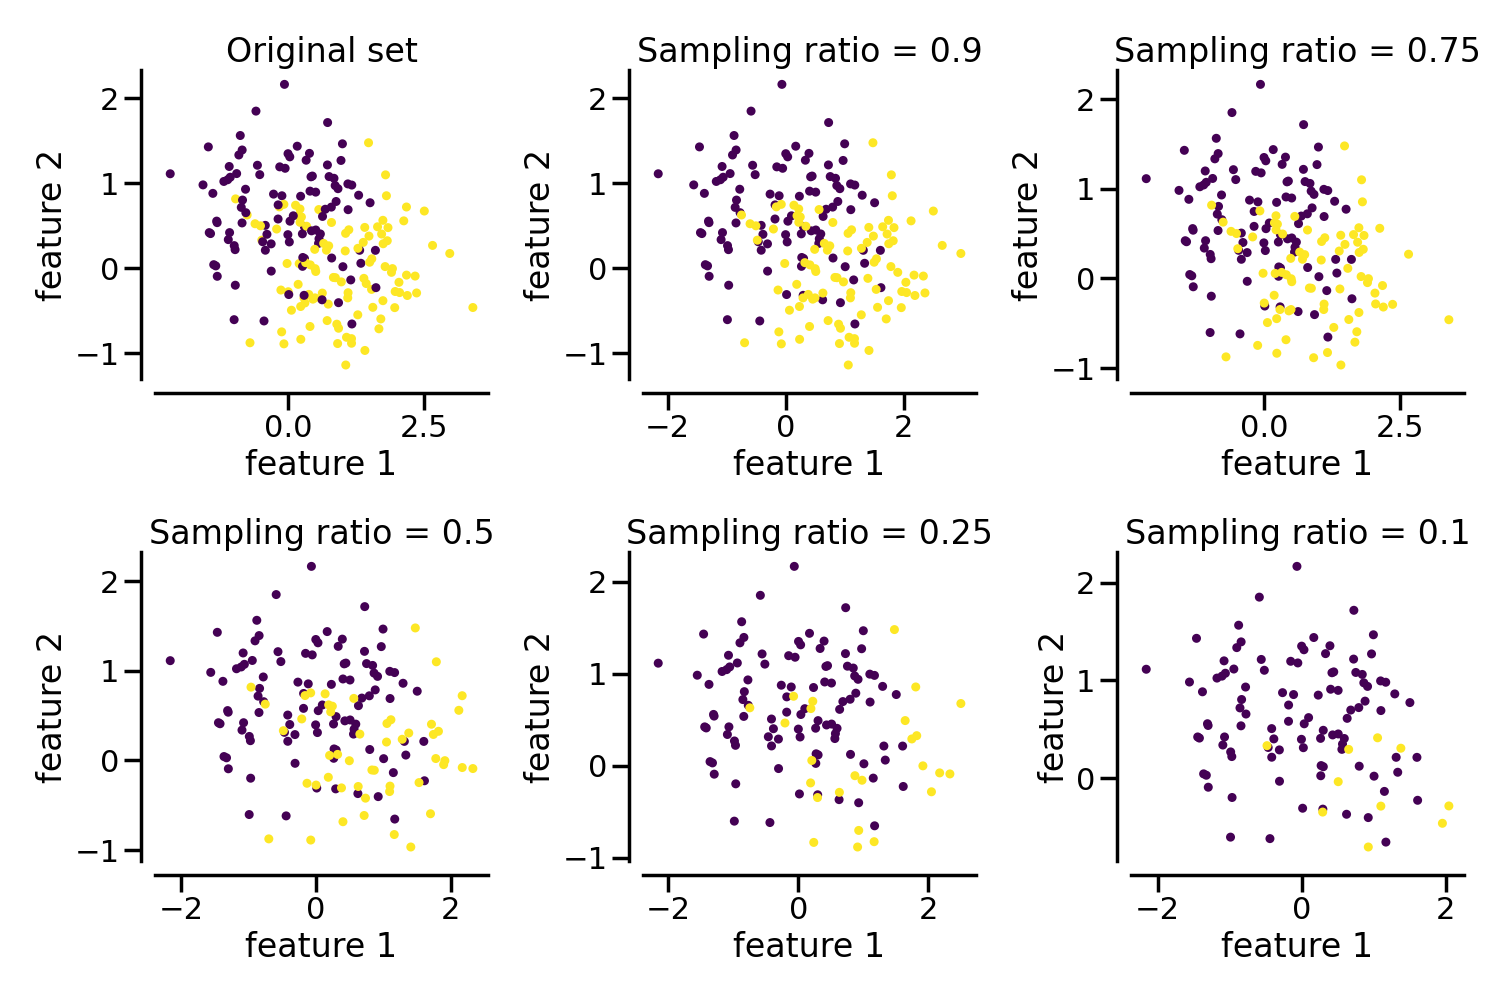 Original set
Sampling ratio = 0.9
Sampling ratio = 0.75
feature 2
2
1
0
−1
0.0
2.5
feature 1
feature 2
2
1
0
−1
−2
0
2
feature 1
feature 2
2
1
0
−1
0.0
2.5
feature 1
Sampling ratio = 0.5
Sampling ratio = 0.25
Sampling ratio = 0.1
feature 2
2
1
0
−1
−2
0
2
feature 1
feature 2
2
1
0
−1
−2
0
2
feature 1
feature 2
2
1
0
−2
0
2
feature 1